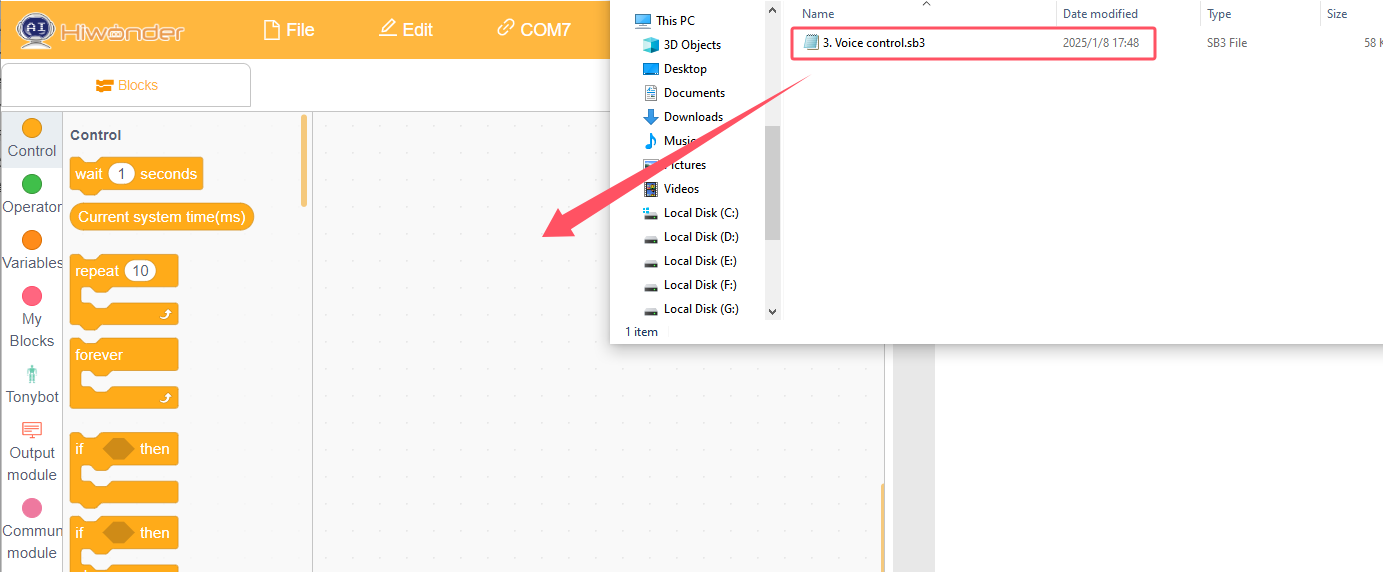 AI Hiwonder
File
Edit
COM7
Blocks
Control
Operator
Variables
My
Blocks
Tonybot
Output
module
Commun
module
Control
wait 1 seconds
Current system time(ms)
repeat 10
forever
if then
if then
This PC
3D Objects
Desktop
Documents
Downloads
Music
Pictures
Videos
Local Disk (C:)
Local Disk (D:)
Local Disk (E:)
Local Disk (F:)
Local Disk (G:)
1 item
Name Date modified Type Size
3. Voice control.sb3 2025/1/8 17:48 SB3 File 58 K